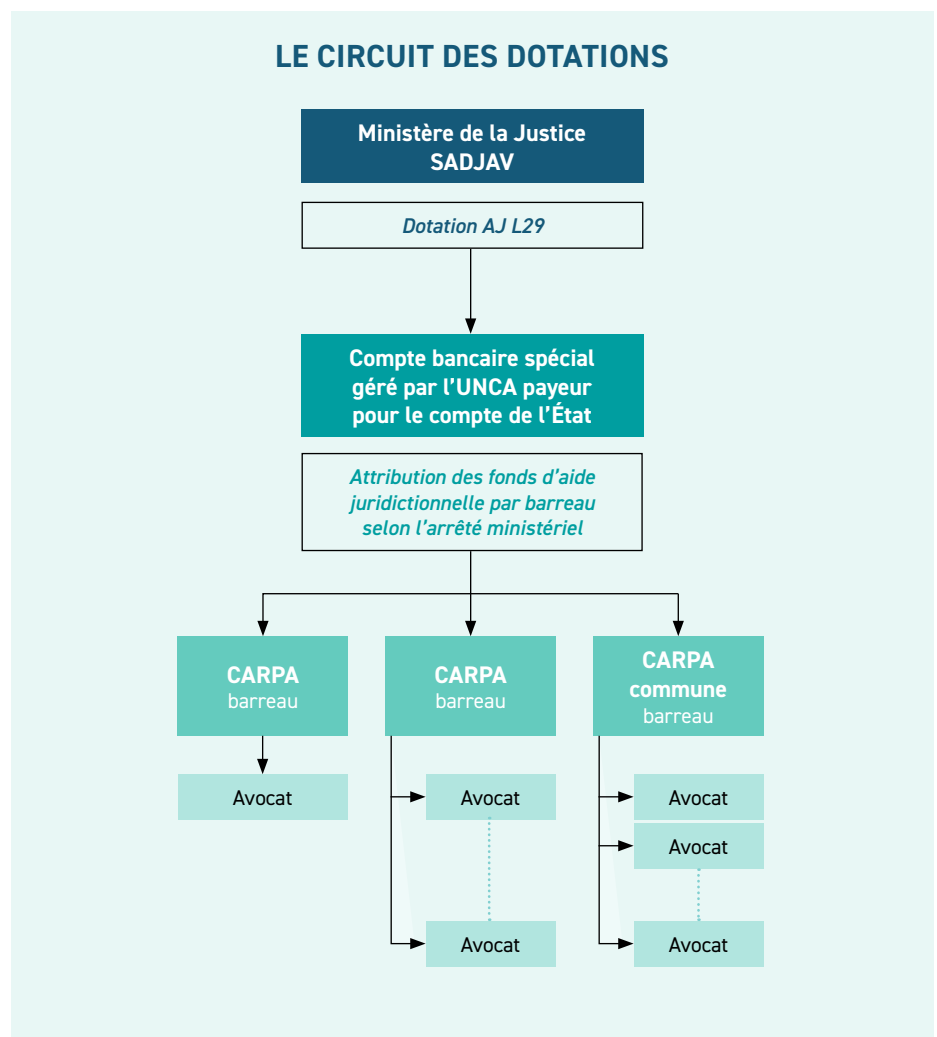 LE CIRCUIT DES DOTATIONS
Ministère de la Justice
SADJAV
Dotation AJ L29
Compte bancaire spécial
géré par l’UNCA payeur
pour le compte de l’État
Attribution des fonds d’aide
juridictionnelle par barreau
selon l’arrêté ministériel
CARPA
barreau
Avocat
CARPA
barreau
Avocat
Avocat
CARPA
commune
barreau
Avocat
Avocat
Avocat